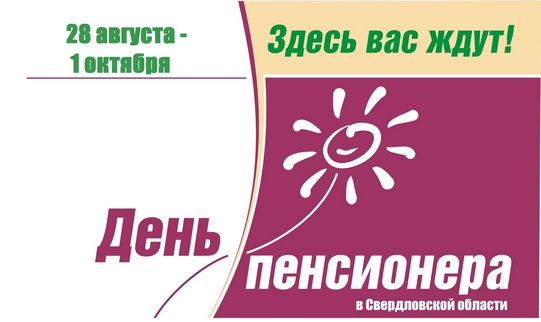 28 августа -
1 октября
Здесь вас ждут!
День
пенсионера
в Свердловской области